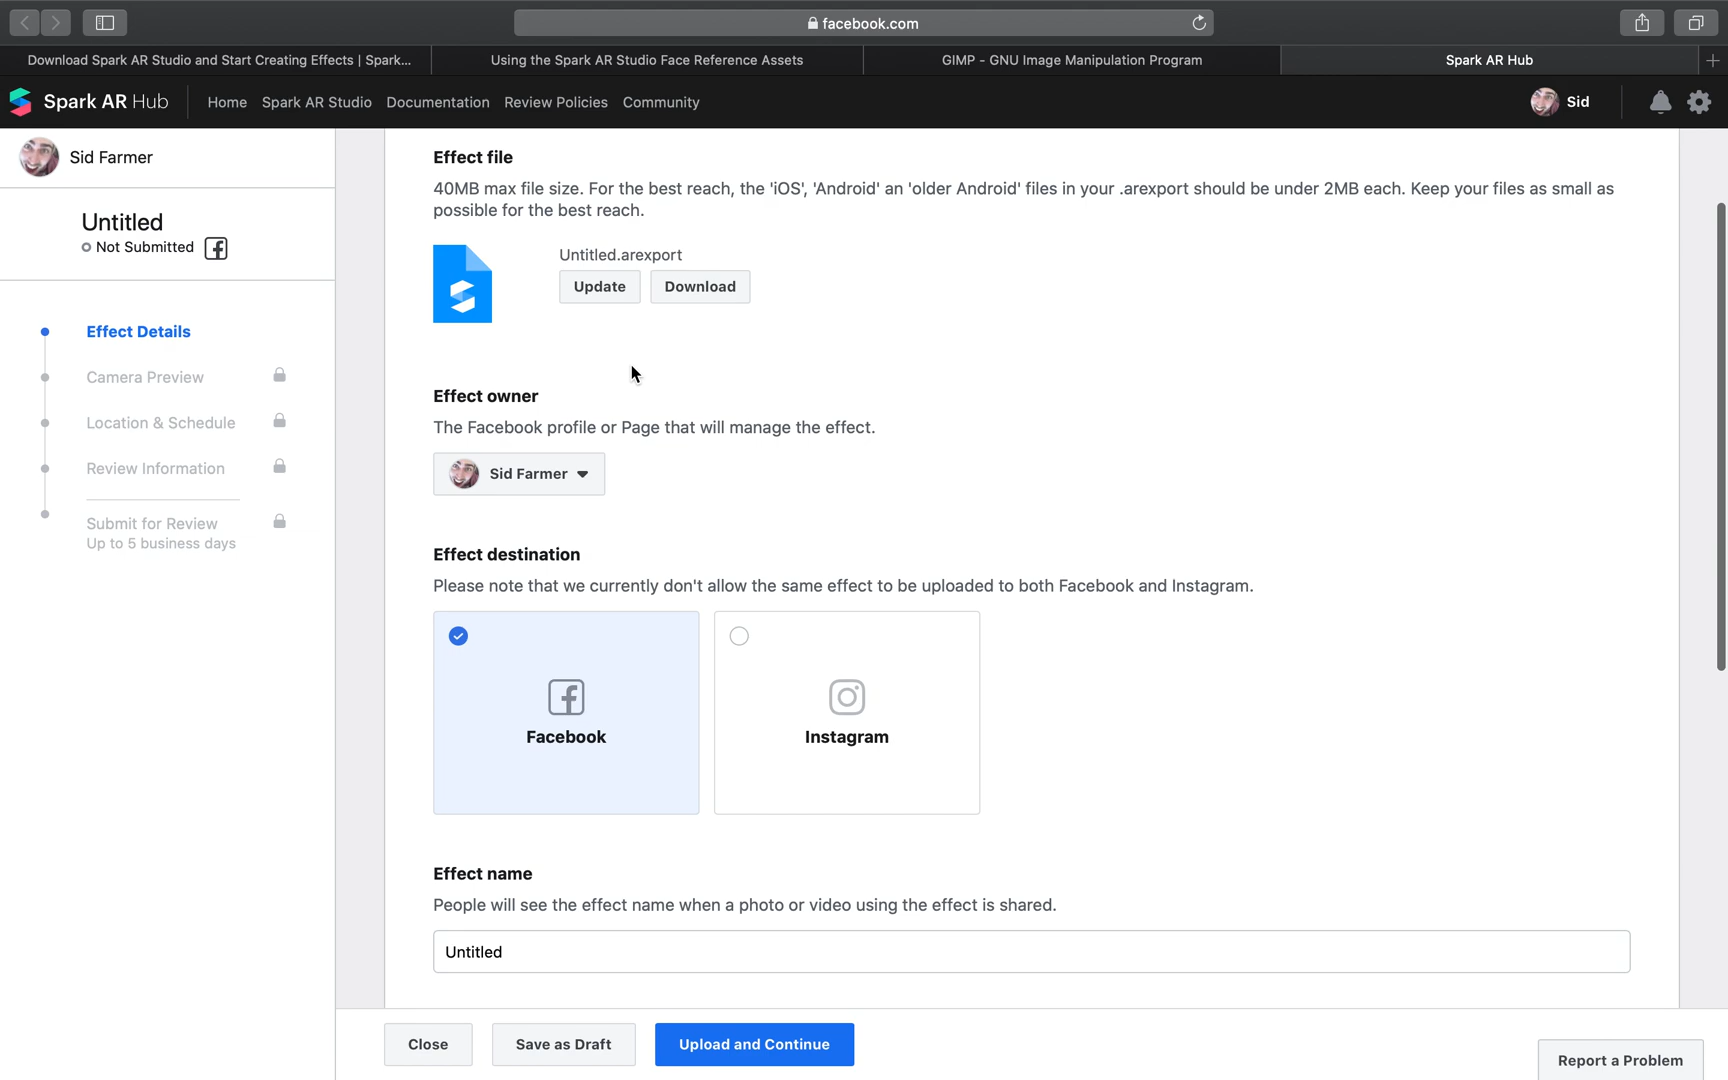 facebook.com
Download Spark AR Studio and Start Creating Effects | Spark...
Using the Spark AR Studio Face Reference Assets
GIMP - GNU Image Manipulation Program
Spark AR Hub
Spark AR Hub
Home
Spark AR Studio
Documentation
Review Policies
Community
Sid
Sid Farmer
Untitled
Not Submitted
Effect Details
Camera Preview
Location & Schedule
Review Information
Submit for Review
Up to 5 business days
Effect file
40MB max file size. For the best reach, the 'iOS', 'Android' an 'older Android' files in your .arexport should be under 2MB each. Keep your files as small as
possible for the best reach.
Untitled.arexport
Update
Download
Effect owner
The Facebook profile or Page that will manage the effect.
Sid Farmer
Effect destination
Please note that we currently don't allow the same effect to be uploaded to both Facebook and Instagram.
Facebook
Instagram
Effect name
People will see the effect name when a photo or video using the effect is shared.
Untitled
Close
Save as Draft
Upload and Continue
Report a Problem